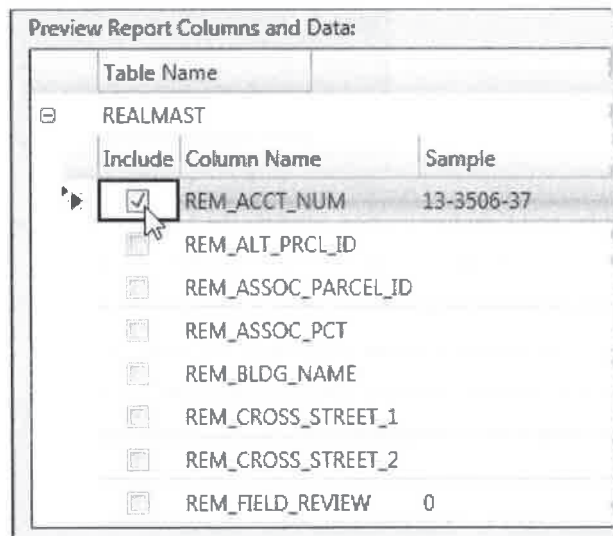 Preview Report Columns and Data:
Table Name
REALMAST
Include Column Name Sample
REM_ACCT_NUM 13-3506-37
REM_ALT_PRCL_ID
REM_ASSOC_PARCEL_ID
REM_ASSOC_PCT
REM_BLDG_NAME
REM_CROSS_STREET_1
REM_CROSS_STREET_2
REM_FIELD_REVIEW 0